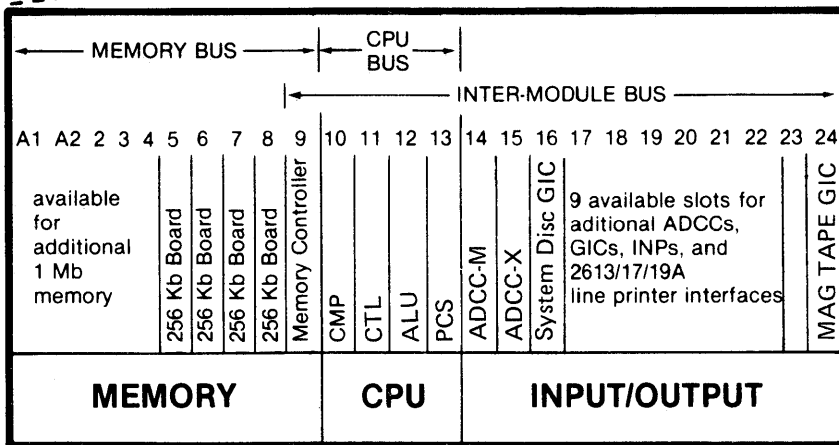 MEMORY BUS
CPU
BUS
INTER-MODULE BUS
A1 A2 2 3 4 5 6 7 8 9 10 11 12 13 14 15 16 17 18 19 20 21 22 23 24
available
for
additional
1 Mb
memory
256 Kb Board
256 Kb Board
256 Kb Board
256 Kb Board
Memory Controller
CMP
CTL
ALU
PCS
ADCC-M
ADCC-X
System Disc GIC
9 available slots for
aditional ADCCs,
GICs, INPs, and
2613/17/19A
line printer interfaces
MAG TAPE GIC
MEMORY CPU INPUT/OUTPUT